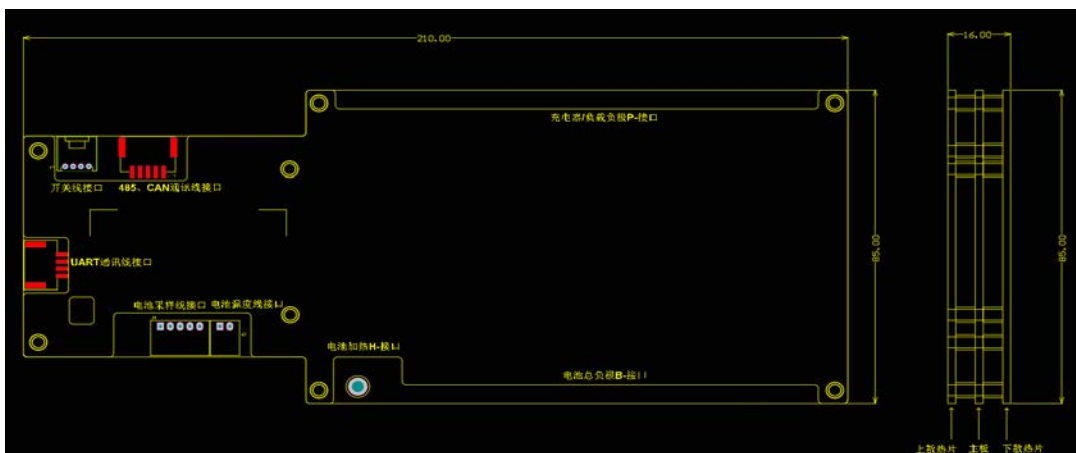 210.00
16.00
充电器/负载负极P-接口
开关线接口
485、CAN通讯线接口
85.00
85.00
UART通讯线接口
电池采样线接口
电池温度线接口
电池加热H-接口
电池总负极B-接口
上散热片
主板
下散热片